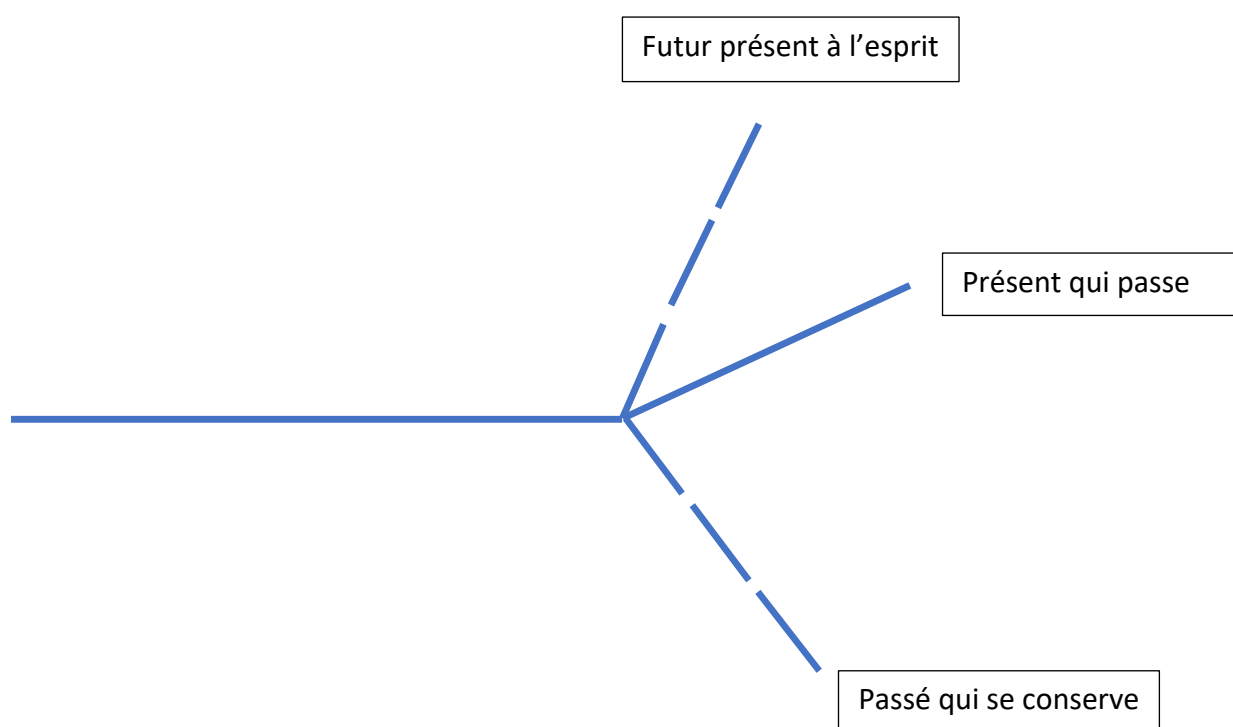 Futur présent à l’esprit
Présent qui passe
Passé qui se conserve